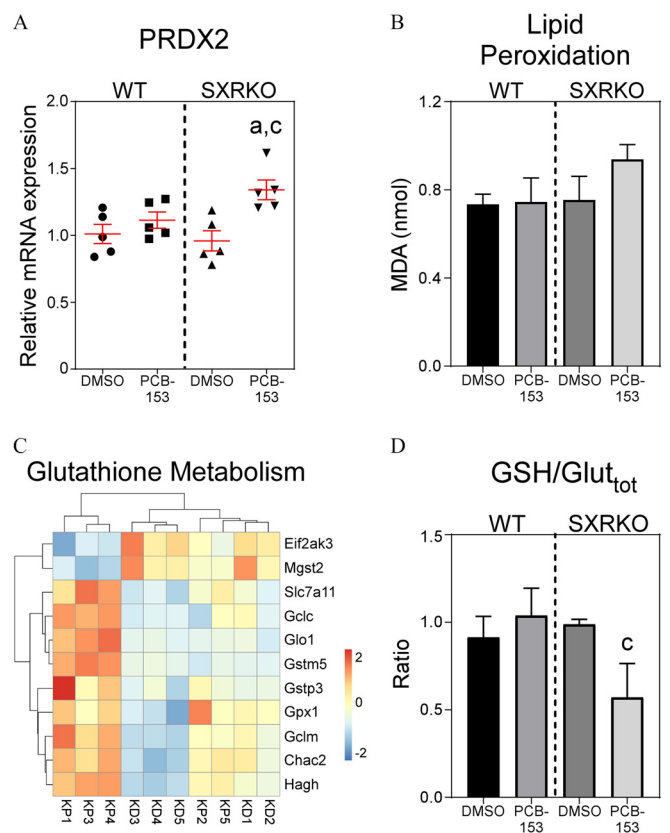 A
PRDX2
WT
SXRKO
Relative mRNA expression
2.0
1.5
1.0
0.5
0
a,c
DMSO
PCB-
153
DMSO
PCB-
153
B
Lipid
Peroxidation
WT
SXRKO
MDA (nmol)
1.2
0.8
0.4
0.0
DMSO
PCB-
153
DMSO
PCB-
153
C
Glutathione Metabolism
Eif2ak3
Mgst2
Slc7a11
Gclc
Glo1
Gstm5
Gstp3
Gpx1
Gclm
Chac2
Hagh
2
1
0
-1
-2
KP1
KP3
KP4
KD3
KD4
KD5
KP2
KP5
KD1
KD2
D
GSH/Glut tot
WT
SXRKO
Ratio
1.5
1.0
0.5
0.0
c
DMSO
PCB-
153
DMSO
PCB-
153